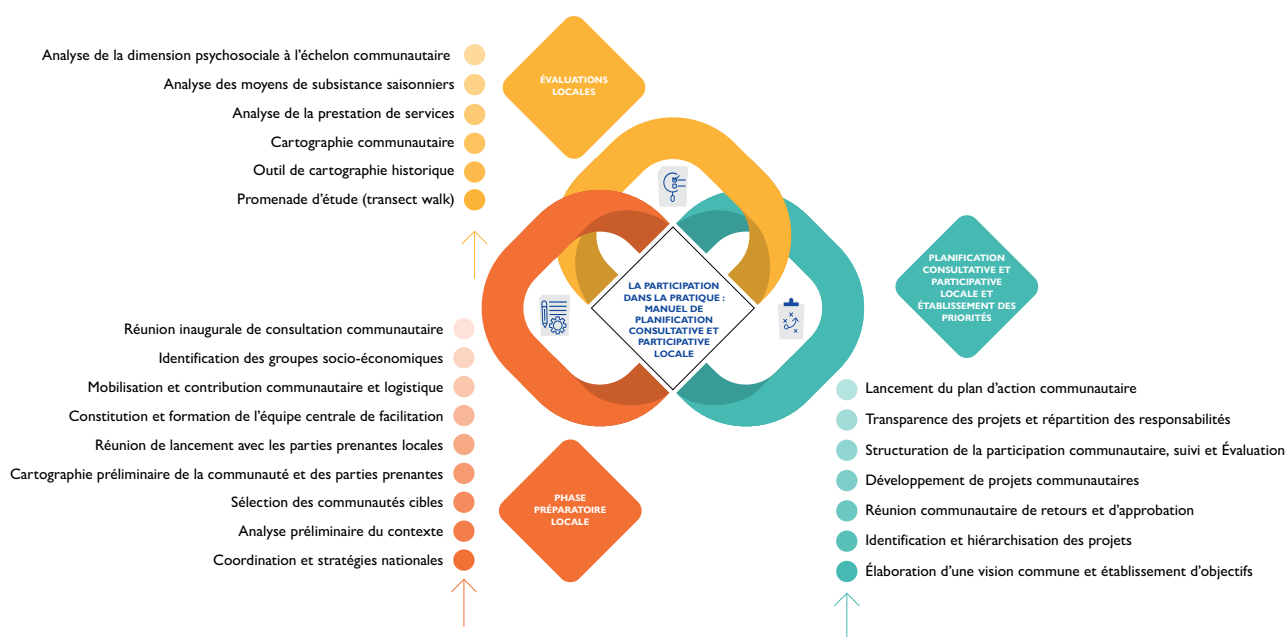 Analyse de la dimension psychosociale à l’échelon communautaire
Analyse des moyens de subsistance saisonniers
Analyse de la prestation de services
Cartographie communautaire
Outil de cartographie historique
Promenade d’étude (transect walk)
ÉVALUATIONS
LOCALES
LA PARTICIPATION
DANS LA PRATIQUE :
MANUEL DE
PLANIFICATION
CONSULTATIVE ET
PARTICIPATIVE
LOCALE
PLANIFICATION
CONSULTATIVE ET
PARTICIPATIVE
LOCALE ET
ÉTABLISSEMENT DES
PRIORITÉS
Réunion inaugurale de consultation communautaire
Identification des groupes socio-économiques
Mobilisation et contribution communautaire et logistique
Constitution et formation de l’équipe centrale de facilitation
Réunion de lancement avec les parties prenantes locales
Cartographie préliminaire de la communauté et des parties prenantes
Sélection des communautés cibles
Analyse préliminaire du contexte
Coordination et stratégies nationales
PHASE
PRÉPARATOIRE
LOCALE
Lancement du plan d’action communautaire
Transparence des projets et répartition des responsabilités
Structuration de la participation communautaire, suivi et Évaluation
Développement de projets communautaires
Réunion communautaire de retours et d’approbation
Identification et hiérarchisation des projets
Élaboration d’une vision commune et établissement d’objectifs